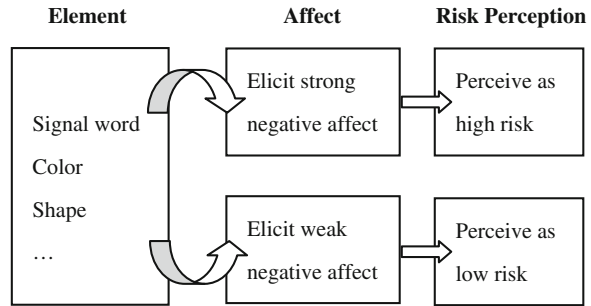 Element Affect Risk Perception
Signal word
Color
Shape
…
Elicit strong
negative affect
Perceive as
high risk
Elicit weak
negative affect
Perceive as
low risk